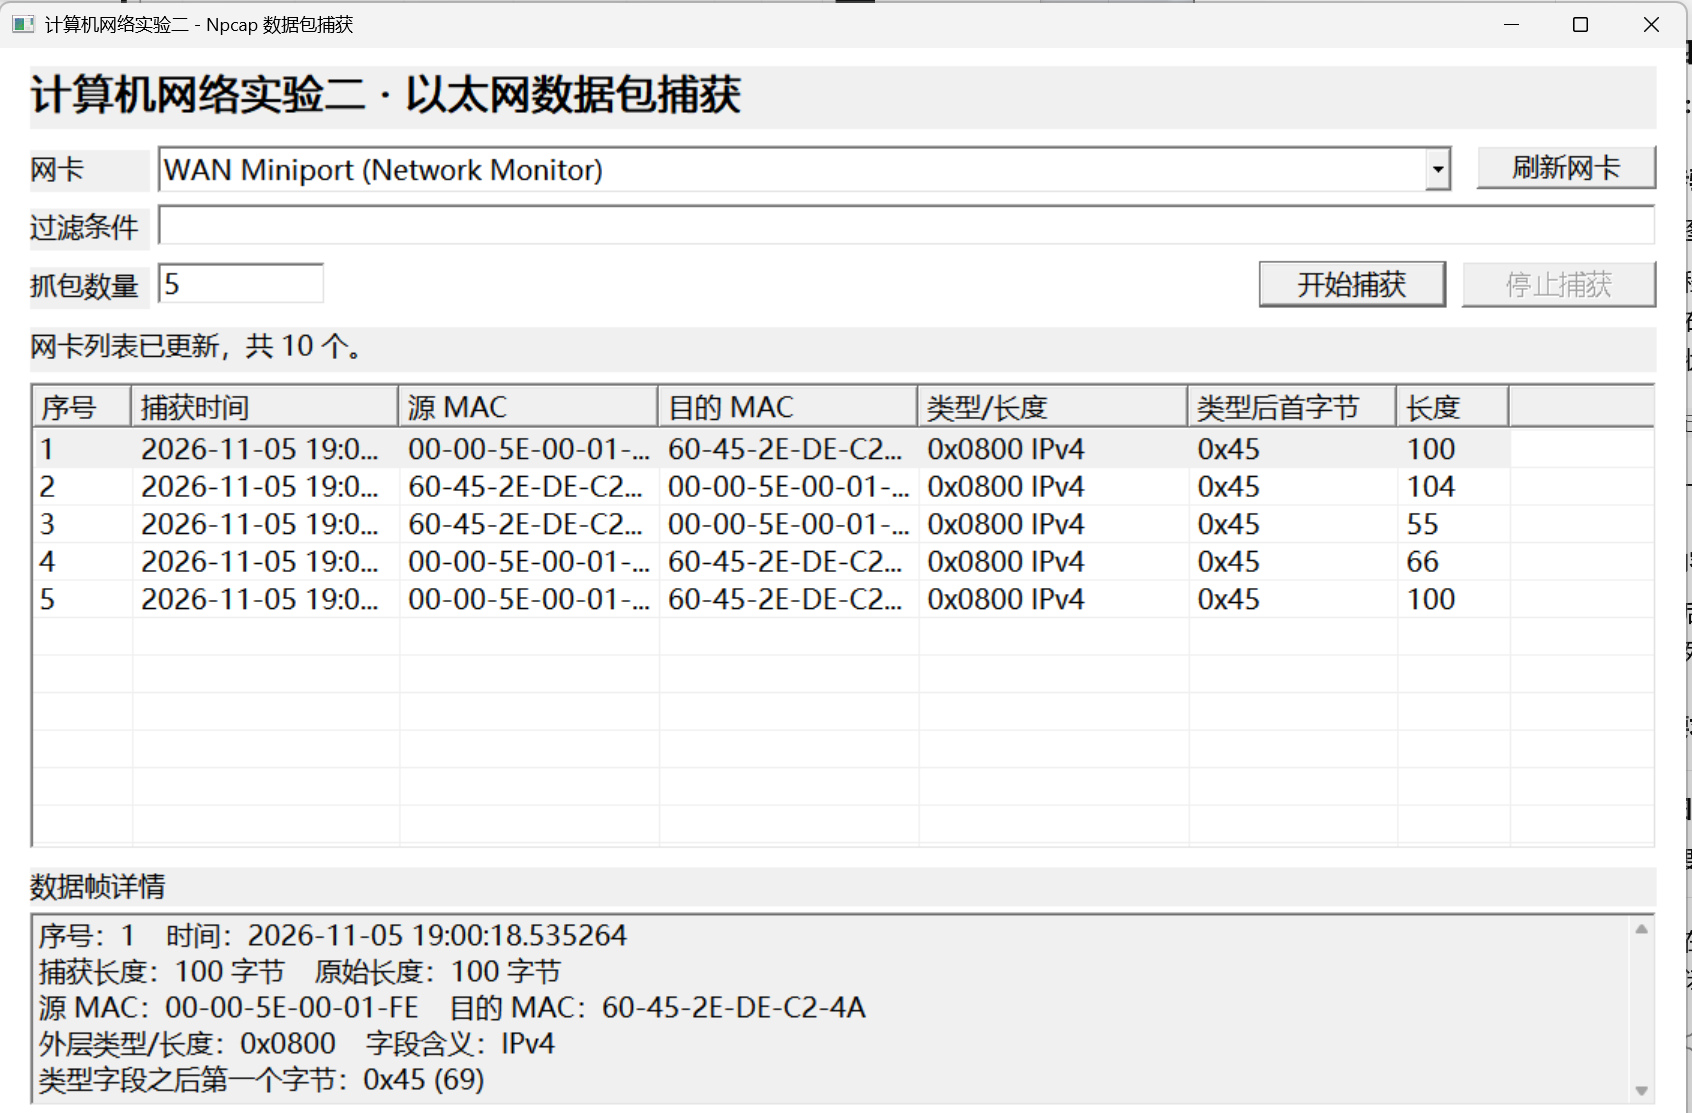 计算机网络实验二 - Npcap 数据包捕获
计算机网络实验二 · 以太网数据包捕获
网卡 WAN Miniport (Network Monitor) 刷新网卡
过滤条件
抓包数量 5 开始捕获 停止捕获
网卡列表已更新，共 10 个。
序号 捕获时间 源 MAC 目的 MAC 类型/长度 类型后首字节 长度
1 2026-11-05 19:0... 00-00-5E-00-01-... 60-45-2E-DE-C2... 0x0800 IPv4 0x45 100
2 2026-11-05 19:0... 60-45-2E-DE-C2... 00-00-5E-00-01-... 0x0800 IPv4 0x45 104
3 2026-11-05 19:0... 60-45-2E-DE-C2... 00-00-5E-00-01-... 0x0800 IPv4 0x45 55
4 2026-11-05 19:0... 00-00-5E-00-01-... 60-45-2E-DE-C2... 0x0800 IPv4 0x45 66
5 2026-11-05 19:0... 00-00-5E-00-01-... 60-45-2E-DE-C2... 0x0800 IPv4 0x45 100
数据帧详情
序号：1 时间：2026-11-05 19:00:18.535264
捕获长度：100 字节 原始长度：100 字节
源 MAC：00-00-5E-00-01-FE 目的 MAC：60-45-2E-DE-C2-4A
外层类型/长度：0x0800 字段含义：IPv4
类型字段之后第一个字节：0x45 (69)